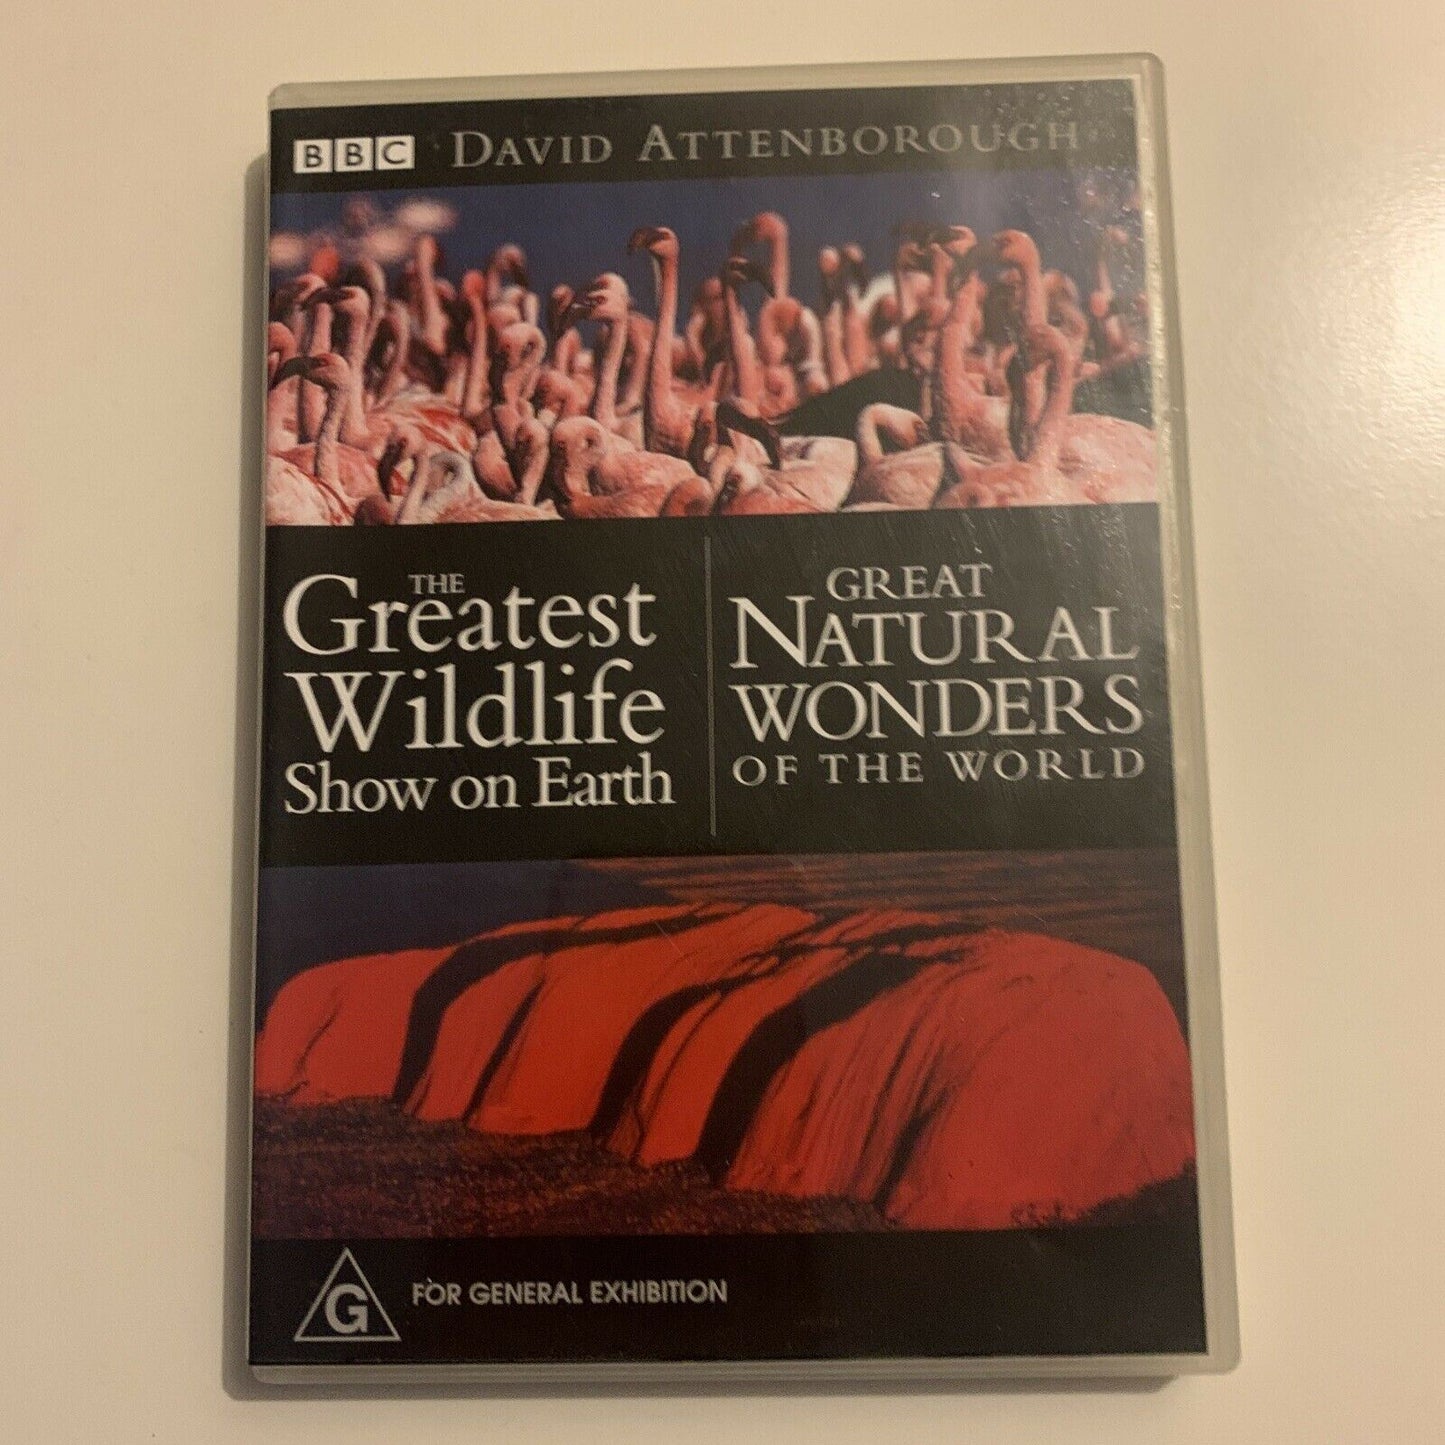 BBC DAVID ATTENBOROUGH
THE
Greatest
Wildlife
Show on Earth
GREAT
NATURAL
WONDERS
OF THE WORLD
G FOR GENERAL EXHIBITION